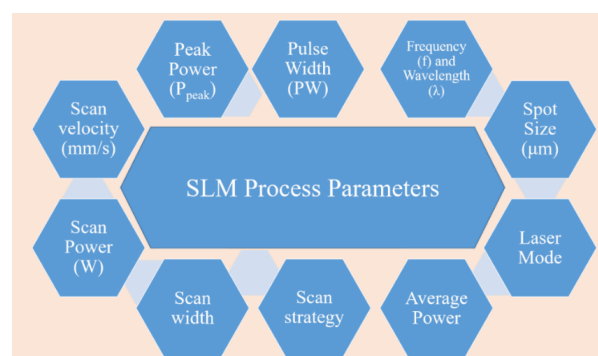 Peak
Power
(Ppeak)
Pulse
Width
(PW)
Frequency
(f) and
Wavelength
(λ)
Scan
velocity
(mm/s)
Spot
Size
(μm)
SLM Process Parameters
Scan
Power
(W)
Laser
Mode
Scan
width
Scan
strategy
Average
Power